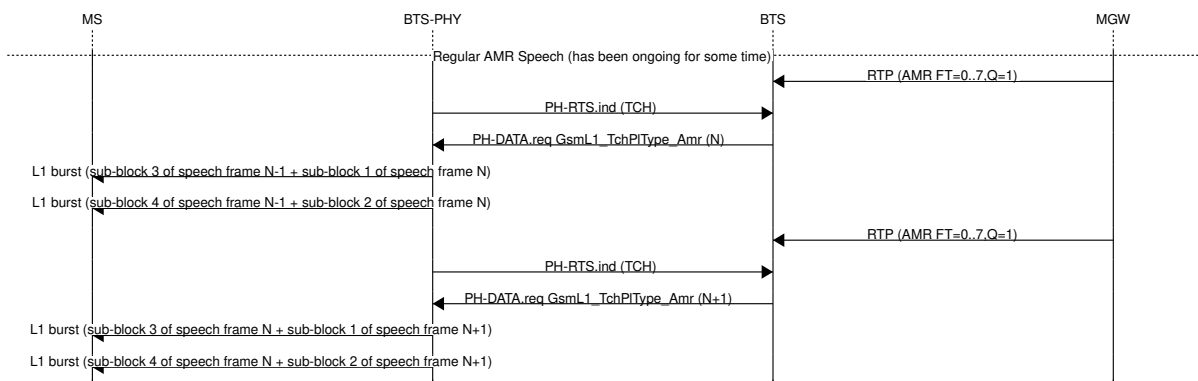 MS BTS-PHY BTS MGW
Regular AMR Speech (has been ongoing for some time)
RTP (AMR FT=0..7,Q=1)
PH-RTS.ind (TCH)
PH-DATA.req GsmL1_TchPlType_Amr (N)
L1 burst (sub-block 3 of speech frame N-1 + sub-block 1 of speech frame N)
L1 burst (sub-block 4 of speech frame N-1 + sub-block 2 of speech frame N)
RTP (AMR FT=0..7,Q=1)
PH-RTS.ind (TCH)
PH-DATA.req GsmL1_TchPlType_Amr (N+1)
L1 burst (sub-block 3 of speech frame N + sub-block 1 of speech frame N+1)
L1 burst (sub-block 4 of speech frame N + sub-block 2 of speech frame N+1)